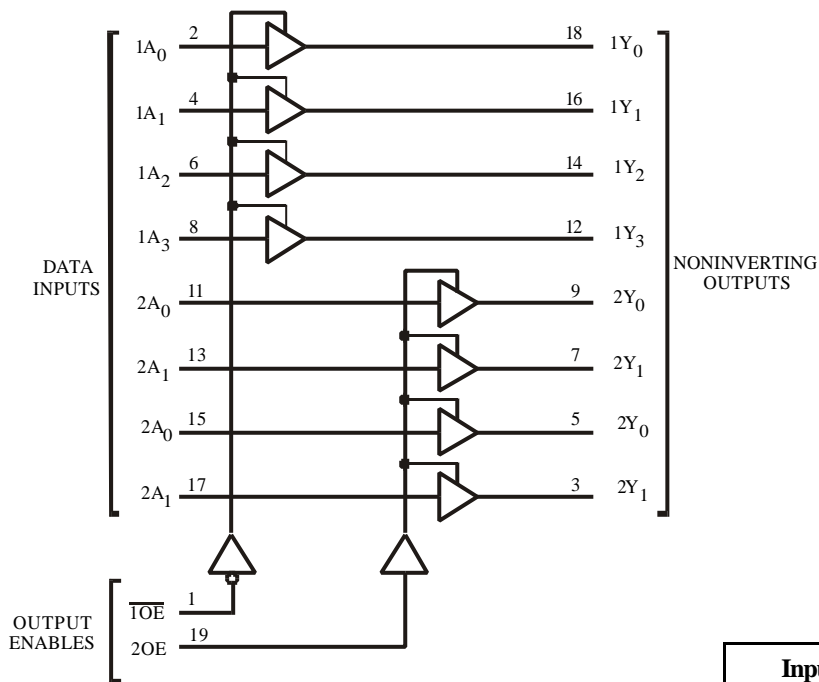 1A0 2 18 1Y0
1A1 4 16 1Y1
1A2 6 14 1Y2
1A3 8 12 1Y3
DATA
INPUTS
NONINVERTING
OUTPUTS
2A0 11 9 2Y0
2A1 13 7 2Y1
2A0 15 5 2Y0
2A1 17 3 2Y1
OUTPUT
ENABLES
1OE 1
2OE 19